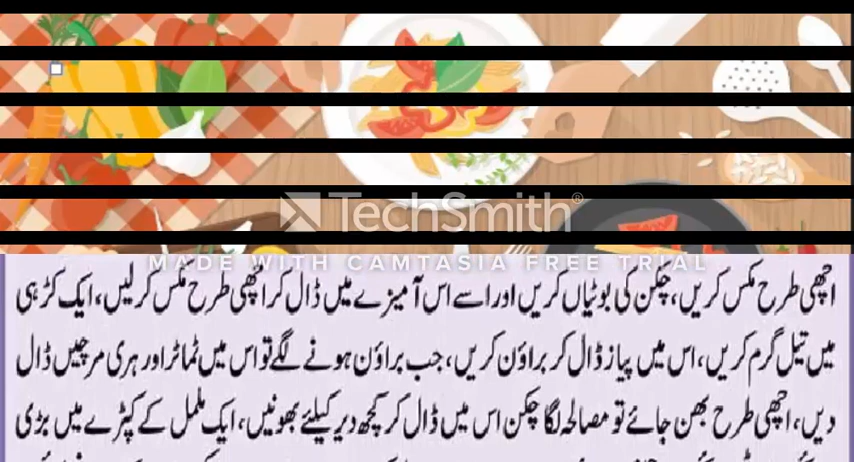 TechSmith®
MADE WITH CAMTASIA FREE TRIAL
اچھی طرح مکس کریں، چکن کی بوٹیاں کریں اور اسے اس آمیزے میں ڈال کر اچھی طرح مکس کر لیں، ایک کڑہی
میں تیل گرم کریں، اس میں پیاز ڈال کر براؤن کریں، جب براؤن ہونے لگے تو اس میں ٹماٹر اور ہری مرچیں ڈال
دیں، اچھی طرح بھن جائے تو مصالحہ لگا چکن اس میں ڈال کر کچھ دیر کیلئے بھونیں، ایک ململ کے کپڑے میں بڑی